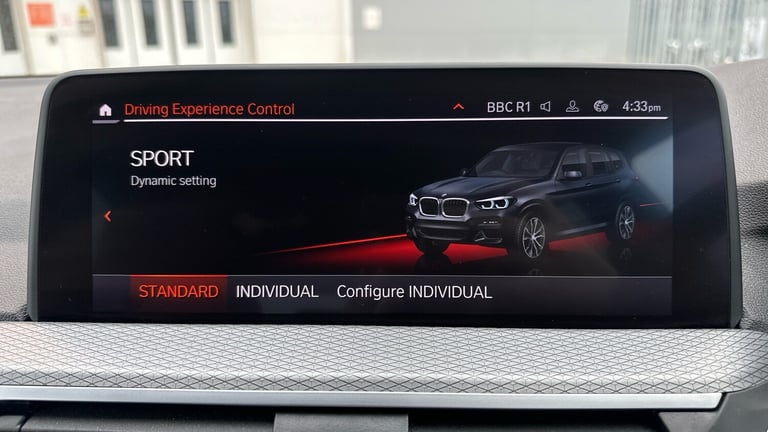 Driving Experience Control
BBC R1 4:33pm
SPORT
Dynamic setting
STANDARD INDIVIDUAL Configure INDIVIDUAL